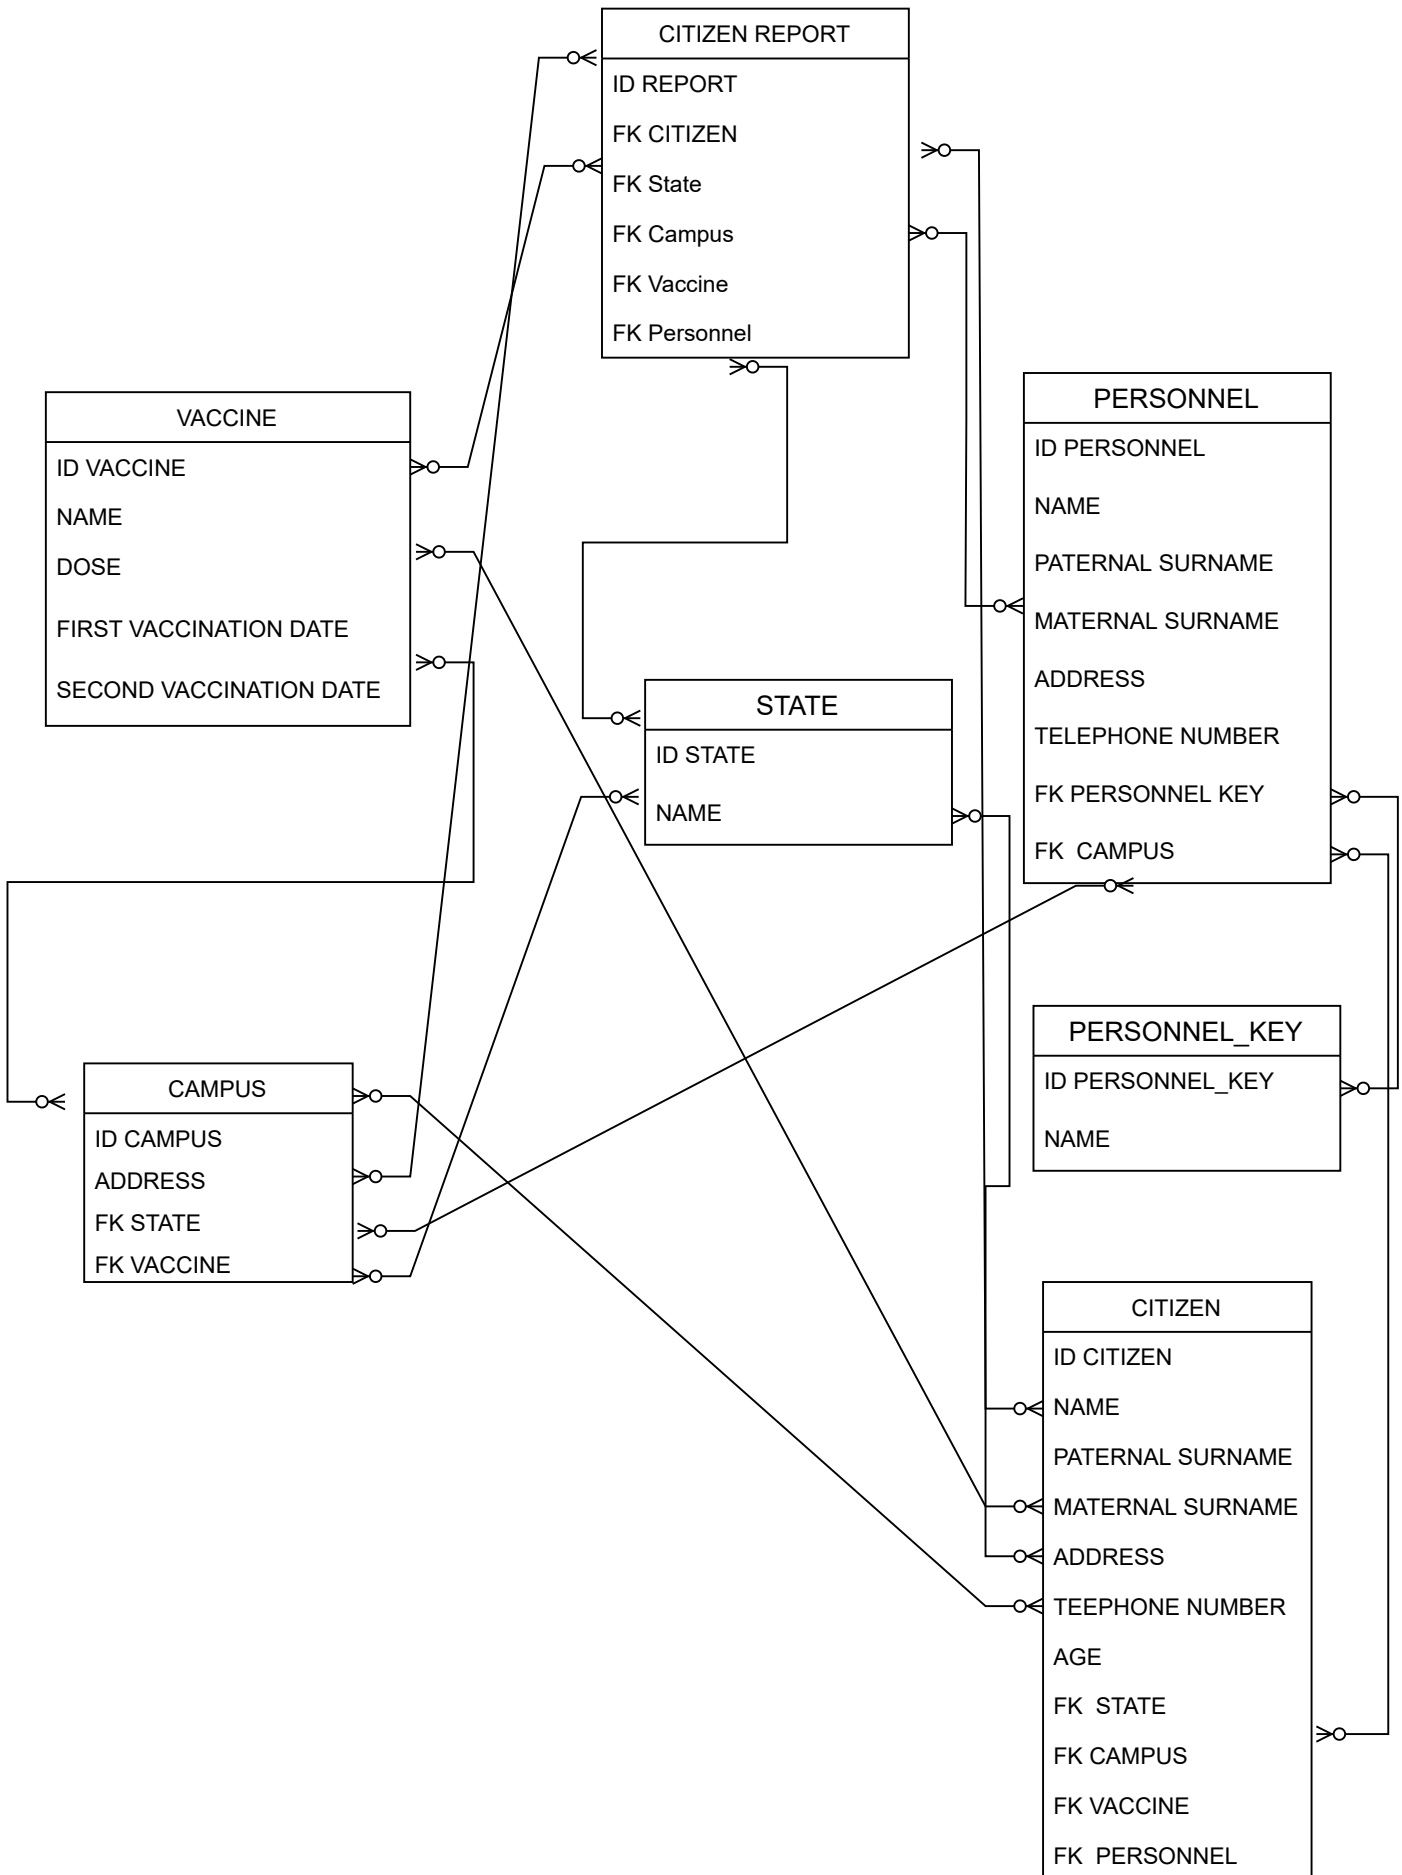 CITIZEN REPORT
ID REPORT
FK CITIZEN
FK State
FK Campus
FK Vaccine
FK Personnel
VACCINE
ID VACCINE
NAME
DOSE
FIRST VACCINATION DATE
SECOND VACCINATION DATE
PERSONNEL
ID PERSONNEL
NAME
PATERNAL SURNAME
MATERNAL SURNAME
ADDRESS
TELEPHONE NUMBER
FK PERSONNEL KEY
FK CAMPUS
STATE
ID STATE
NAME
PERSONNEL_KEY
ID PERSONNEL_KEY
NAME
CAMPUS
ID CAMPUS
ADDRESS
FK STATE
FK VACCINE
CITIZEN
ID CITIZEN
NAME
PATERNAL SURNAME
MATERNAL SURNAME
ADDRESS
TEEPHONE NUMBER
AGE
FK STATE
FK CAMPUS
FK VACCINE
FK PERSONNEL